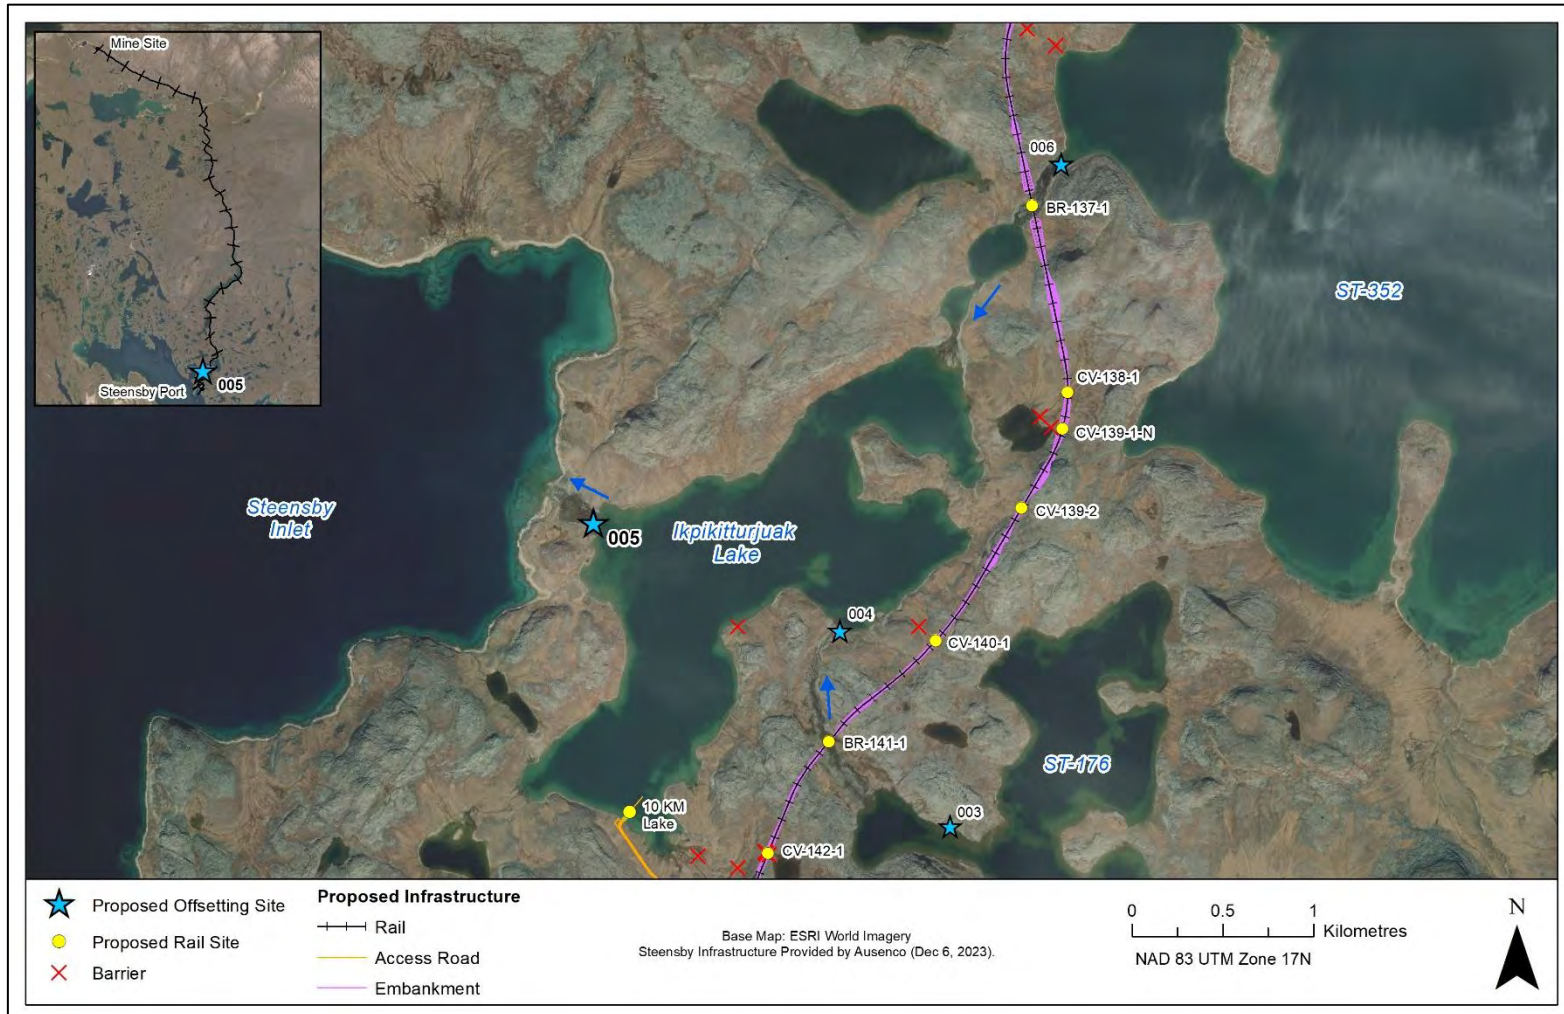 Mine Site
Steensby Port
005
006
BR-137-1
ST-352
CV-138-1
CV-139-1-N
CV-139-2
Steensby
Inlet
005
Ikpikitturjuak
Lake
004
CV-140-1
BR-141-1
ST-176
10 KM
Lake
003
CV-142-1
Proposed Offsetting Site
Proposed Rail Site
Barrier
Proposed Infrastructure
Rail
Access Road
Embankment
Base Map: ESRI World Imagery
Steensby Infrastructure Provided by Ausenco (Dec 6, 2023).
0 0.5 1
Kilometres
NAD 83 UTM Zone 17N
N